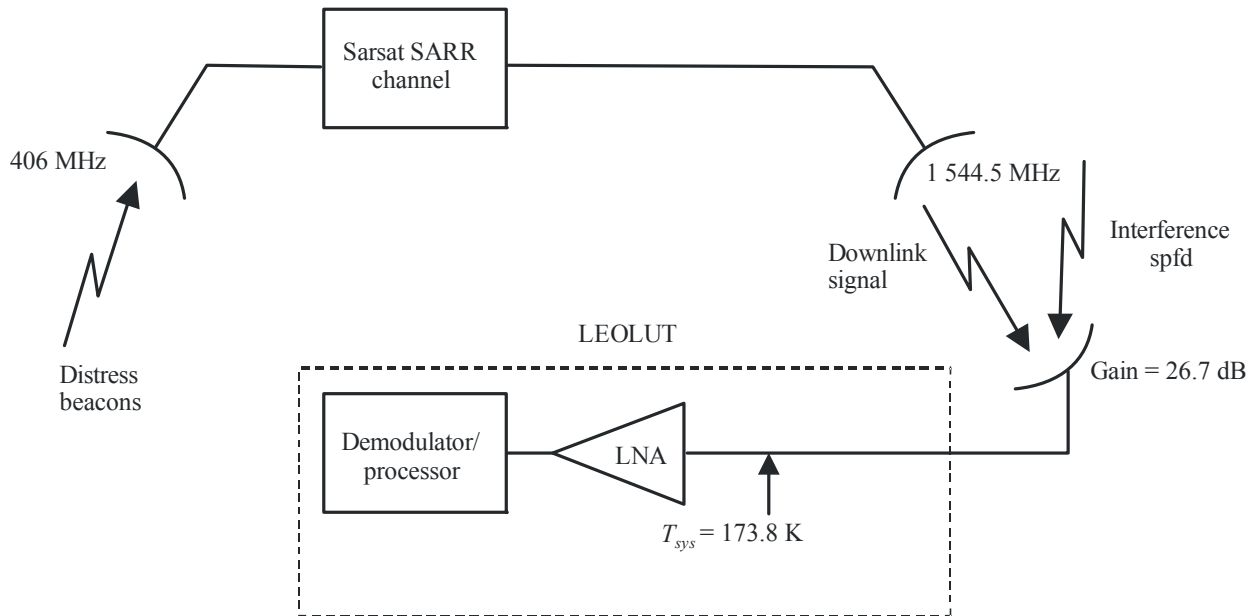 Sarsat SARR
channel
406 MHz
1 544.5 MHz
Interference
spfd
Downlink
signal
LEOLUT
Distress
beacons
Gain = 26.7 dB
Demodulator/
processor
LNA
Tsys = 173.8 K